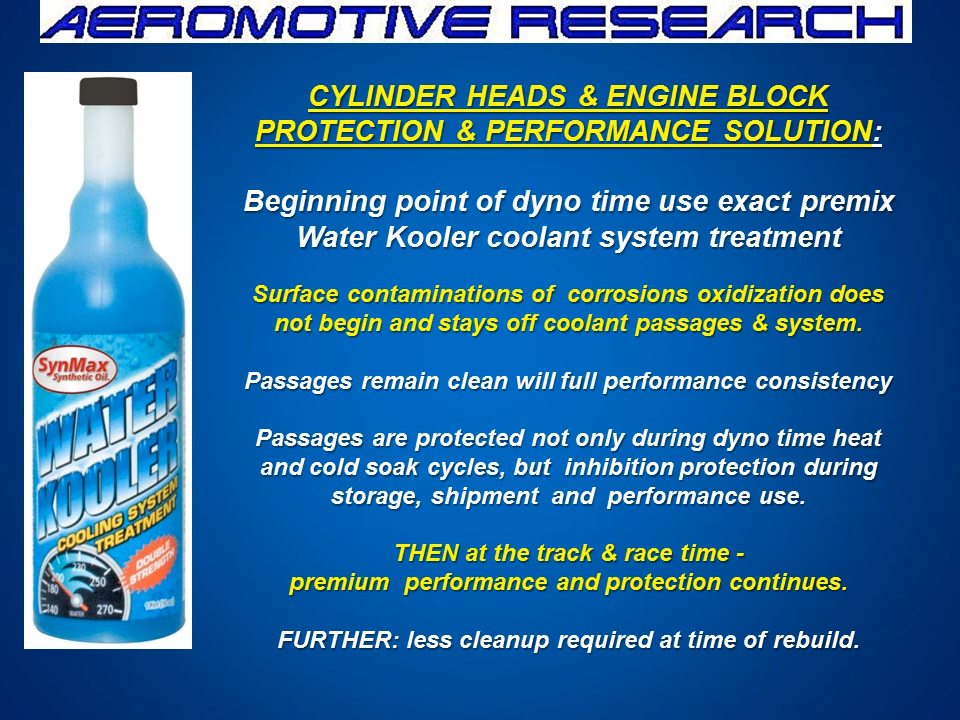 AEROMOTIVE RESEARCH
CYLINDER HEADS & ENGINE BLOCK
PROTECTION & PERFORMANCE SOLUTION:
Beginning point of dyno time use exact premix
Water Kooler coolant system treatment
Surface contaminations of corrosions oxidization does
not begin and stays off coolant passages & system.
Passages remain clean will full performance consistency
Passages are protected not only during dyno time heat
and cold soak cycles, but inhibition protection during
storage, shipment and performance use.
THEN at the track & race time -
premium performance and protection continues.
FURTHER: less cleanup required at time of rebuild.
SynMax
Synthetic Oil.
WATER
KOOLER
COOLING SYSTEM
TREATMENT
DOUBLE
STRENGTH
140
180
200
220
250
270
WATER